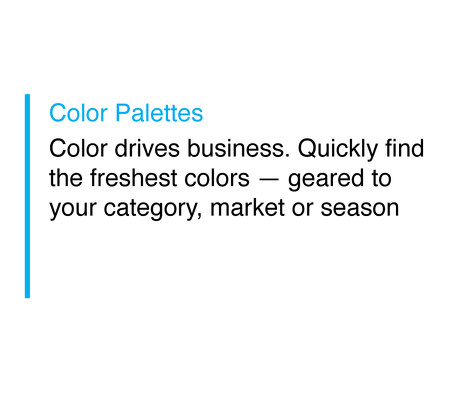 Color Palettes
Color drives business. Quickly find
the freshest colors — geared to
your category, market or season